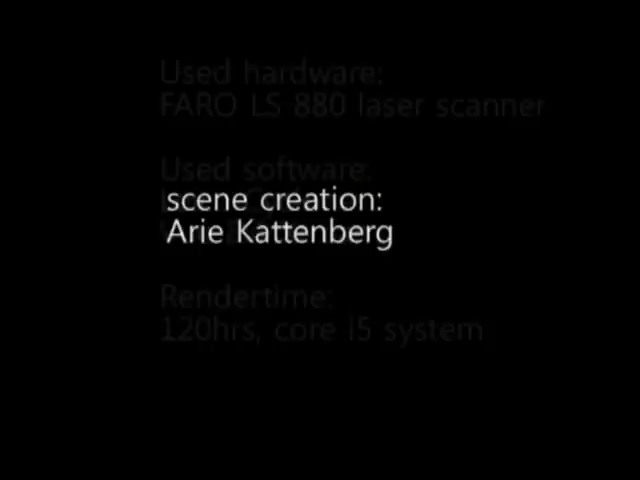 Used hardware:
FARO LS 880 laser scanner
Used software:
scene creation:
Arie Kattenberg
Rendertime:
120hrs, core i5 system